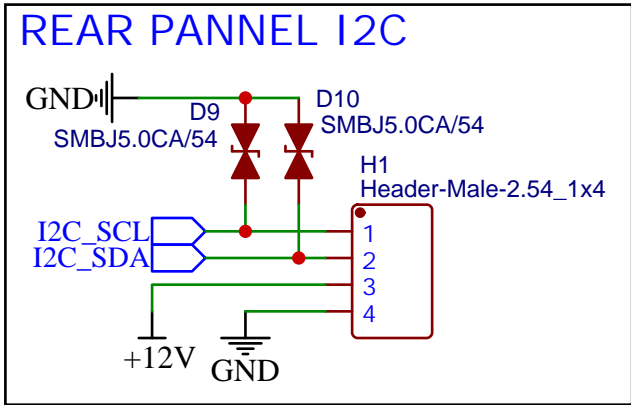 REAR PANNEL I2C
GND
D9
SMBJ5.0CA/54
D10
SMBJ5.0CA/54
H1
Header-Male-2.54_1x4
I2C_SCL
I2C_SDA
1
2
3
4
+12V
GND